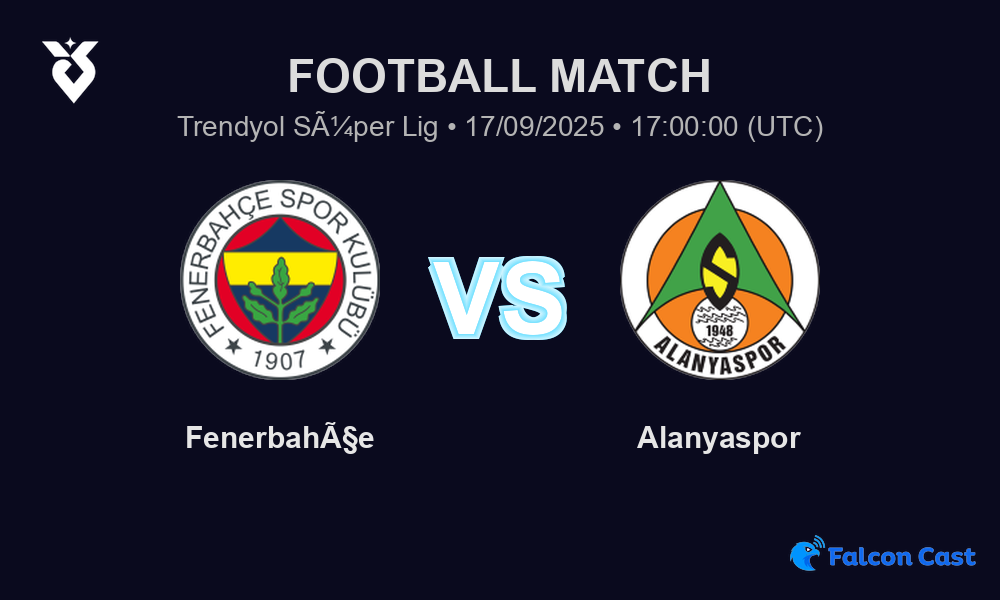 FOOTBALL MATCH
Trendyol SÃ¼per Lig • 17/09/2025 • 17:00:00 (UTC)
FENERBAHÇE SPOR KULÜBÜ
1907
VS
1948
ALANYASPOR
FenerbahÃ§e
Alanyaspor
Falcon Cast